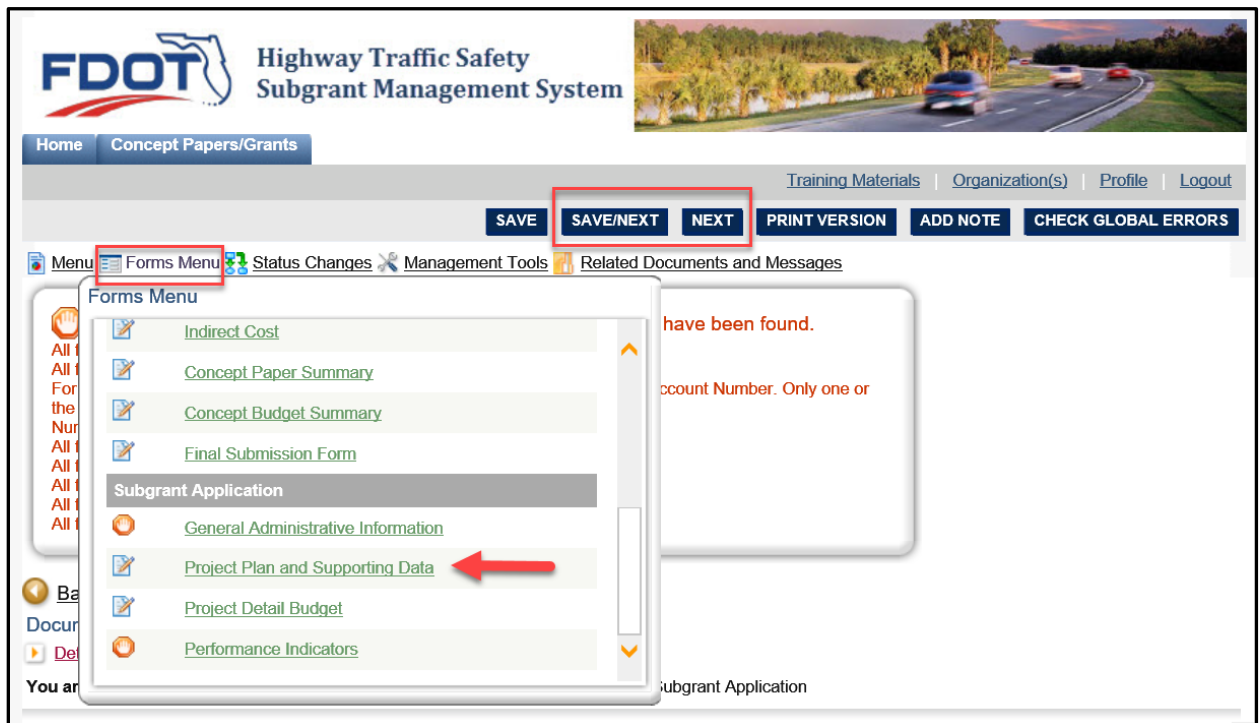 FDOT
Highway Traffic Safety
Subgrant Management System
Home Concept Papers/Grants
Training Materials | Organization(s) | Profile | Logout
SAVE SAVE/NEXT NEXT PRINT VERSION ADD NOTE CHECK GLOBAL ERRORS
Menu Forms Menu Status Changes Management Tools Related Documents and Messages
Forms Menu
have been found.
Indirect Cost
All
All
Concept Paper Summary
For
ccount Number. Only one or
the
Concept Budget Summary
Nur
All
Final Submission Form
All
All
Subgrant Application
All
All
General Administrative Information
Project Plan and Supporting Data
Ba
Project Detail Budget
Docur
Det
Performance Indicators
You ar
ubgrant Application